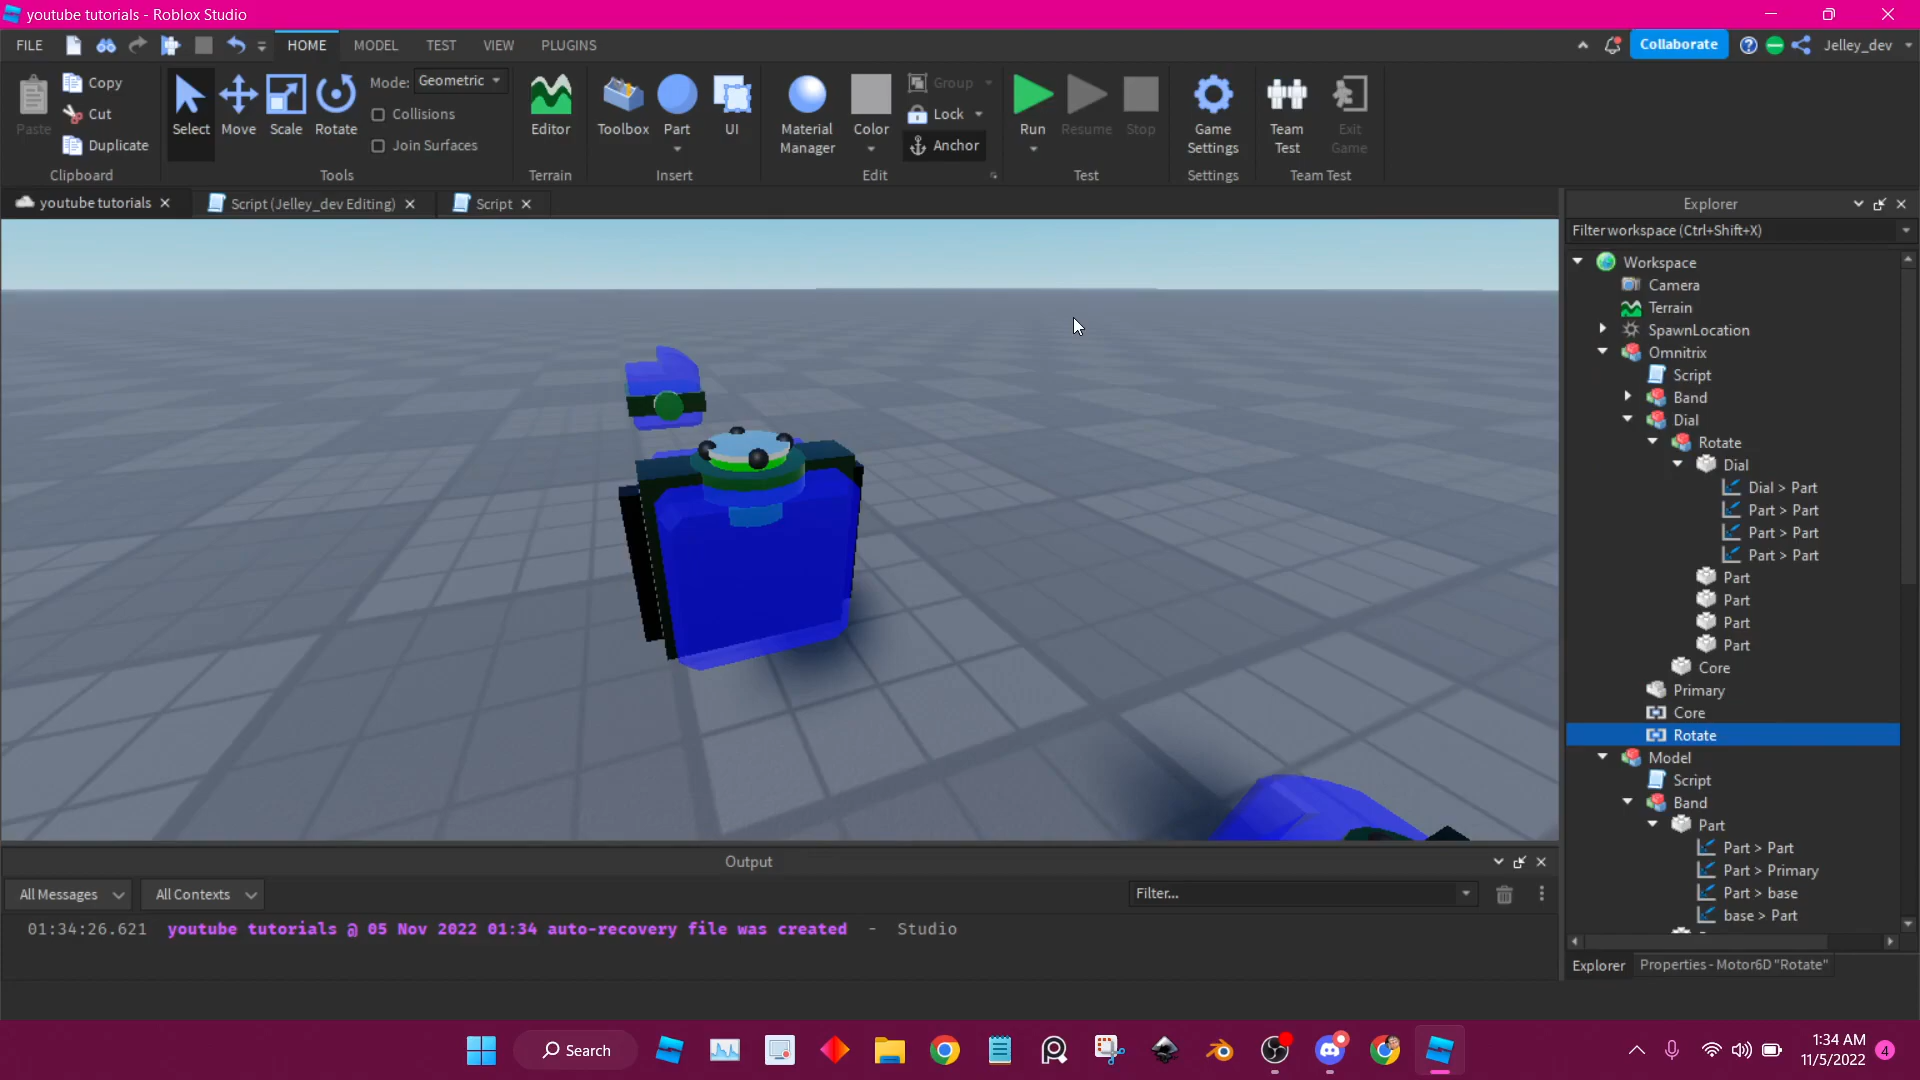 youtube tutorials - Roblox Studio
FILE HOME MODEL TEST VIEW PLUGINS Collaborate Jelley_dev
Paste Copy Cut Duplicate
Clipboard
Select Move Scale Rotate
Mode: Geometric
Collisions
Join Surfaces
Tools
Editor
Terrain
Toolbox Part UI
Insert
Material Manager Color
Group
Lock
Anchor
Edit
Run Resume Stop
Test
Game Settings
Settings
Team Test Exit Game
Team Test
youtube tutorials Script (Jelley_dev Editing) Script
Explorer
Filter workspace (Ctrl+Shift+X)
Workspace
Camera
Terrain
SpawnLocation
Omnitrix
Script
Band
Dial
Rotate
Dial
Dial > Part
Part > Part
Part > Part
Part > Part
Part
Part
Part
Part
Core
Primary
Core
Rotate
Model
Script
Band
Part
Part > Part
Part > Primary
Part > base
base > Part
Explorer Properties - Motor6D "Rotate"
Output
All Messages All Contexts Filter...
01:34:26.621 youtube tutorials @ 05 Nov 2022 01:34 auto-recovery file was created - Studio
Search
1:34 AM
11/5/2022
4